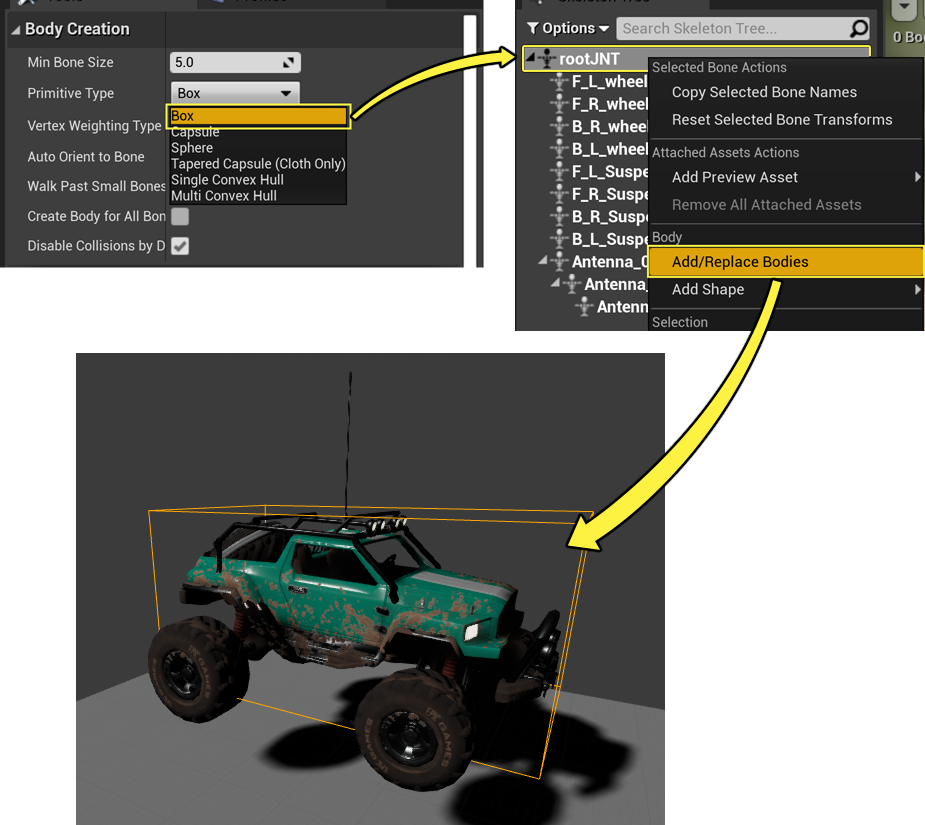 Body Creation
Min Bone Size
5.0
Primitive Type
Box
Box
Vertex Weighting Type
Capsule
Sphere
Auto Orient to Bone
Tapered Capsule (Cloth Only)
Single Convex Hull
Walk Past Small Bones
Multi Convex Hull
Create Body for All Bon
Disable Collisions by D
Options
Search Skeleton Tree...
0 Bo
rootJNT
F_L_wheel
F_R_wheel
B_R_wheel
B_L_wheel
F_L_Suspe
F_R_Suspe
B_R_Suspe
B_L_Suspe
Antenna_0
Antenna_
Antenn
Selected Bone Actions
Copy Selected Bone Names
Reset Selected Bone Transforms
Attached Assets Actions
Add Preview Asset
Remove All Attached Assets
Body
Add/Replace Bodies
Add Shape
Selection
GAMES
GAMES
GAMES